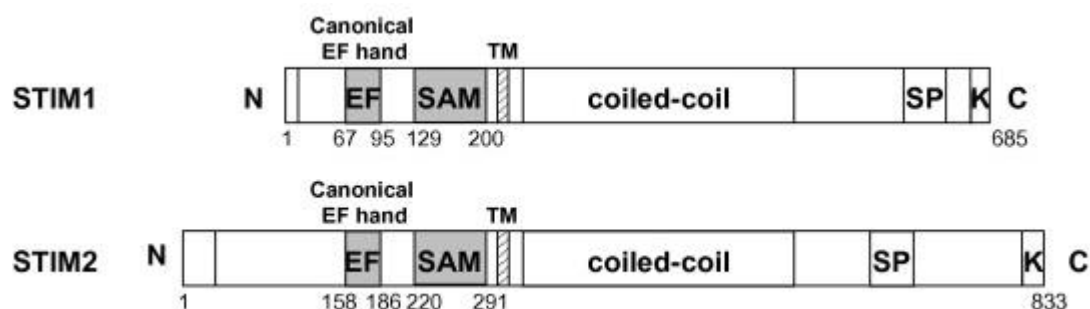 Canonical
EF hand TM
STIM1 N EF SAM coiled-coil SP K C
1 67 95 129 200 685
Canonical
EF hand TM
STIM2 N EF SAM coiled-coil SP K C
1 158 186 220 291 833